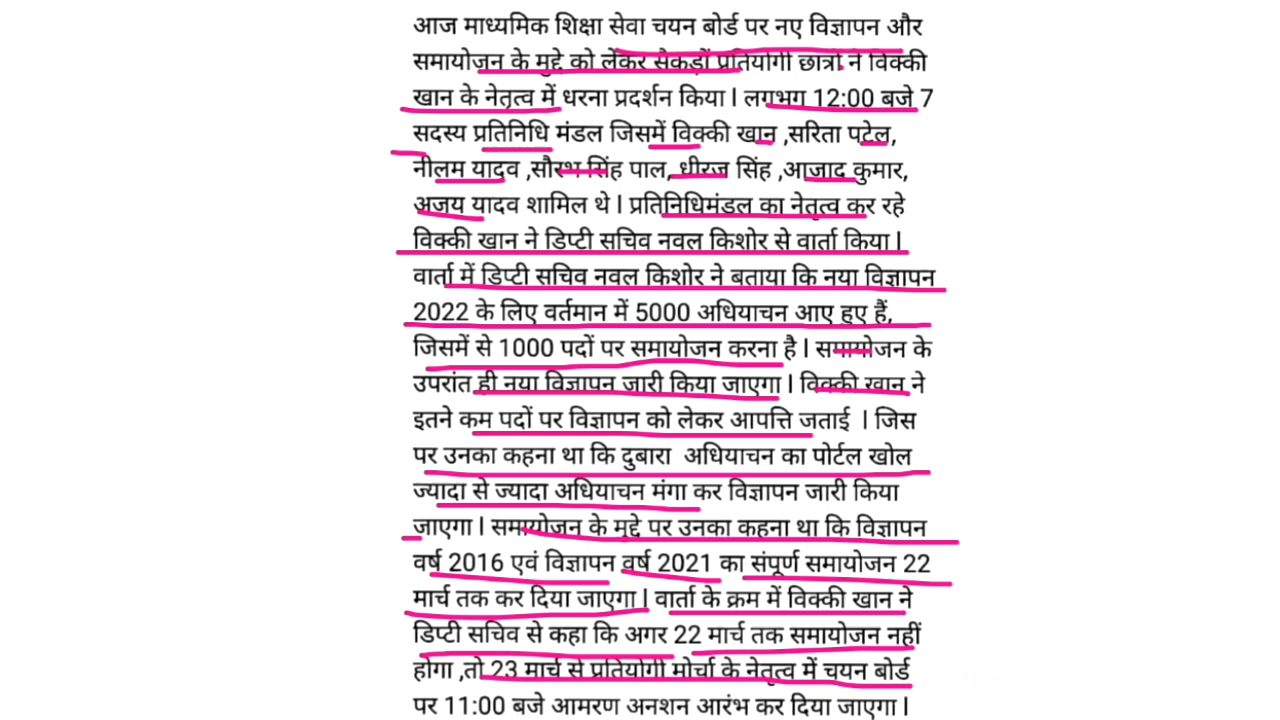 आज माध्यमिक शिक्षा सेवा चयन बोर्ड पर नए विज्ञापन और
समायोजन के मुद्दे को लेकर सैकड़ों प्रतियोगी छात्रों ने विक्की
खान के नेतृत्व में धरना प्रदर्शन किया l लगभग 12:00 बजे 7
सदस्य प्रतिनिधि मंडल जिसमें विक्की खान ,सरिता पटेल,
नीलम यादव ,सौरभ सिंह पाल, धीरज सिंह ,आजाद कुमार,
अजय यादव शामिल थे l प्रतिनिधिमंडल का नेतृत्व कर रहे
विक्की खान ने डिप्टी सचिव नवल किशोर से वार्ता किया l
वार्ता में डिप्टी सचिव नवल किशोर ने बताया कि नया विज्ञापन
2022 के लिए वर्तमान में 5000 अधियाचन आए हुए हैं,
जिसमें से 1000 पदों पर समायोजन करना है l समायोजन के
उपरांत ही नया विज्ञापन जारी किया जाएगा l विक्की खान ने
इतने कम पदों पर विज्ञापन को लेकर आपत्ति जताई l जिस
पर उनका कहना था कि दुबारा अधियाचन का पोर्टल खोल
ज्यादा से ज्यादा अधियाचन मंगा कर विज्ञापन जारी किया
जाएगा l समायोजन के मुद्दे पर उनका कहना था कि विज्ञापन
वर्ष 2016 एवं विज्ञापन वर्ष 2021 का संपूर्ण समायोजन 22
मार्च तक कर दिया जाएगा l वार्ता के क्रम में विक्की खान ने
डिप्टी सचिव से कहा कि अगर 22 मार्च तक समायोजन नहीं
होगा ,तो 23 मार्च से प्रतियोगी मोर्चा के नेतृत्व में चयन बोर्ड
पर 11:00 बजे आमरण अनशन आरंभ कर दिया जाएगा l